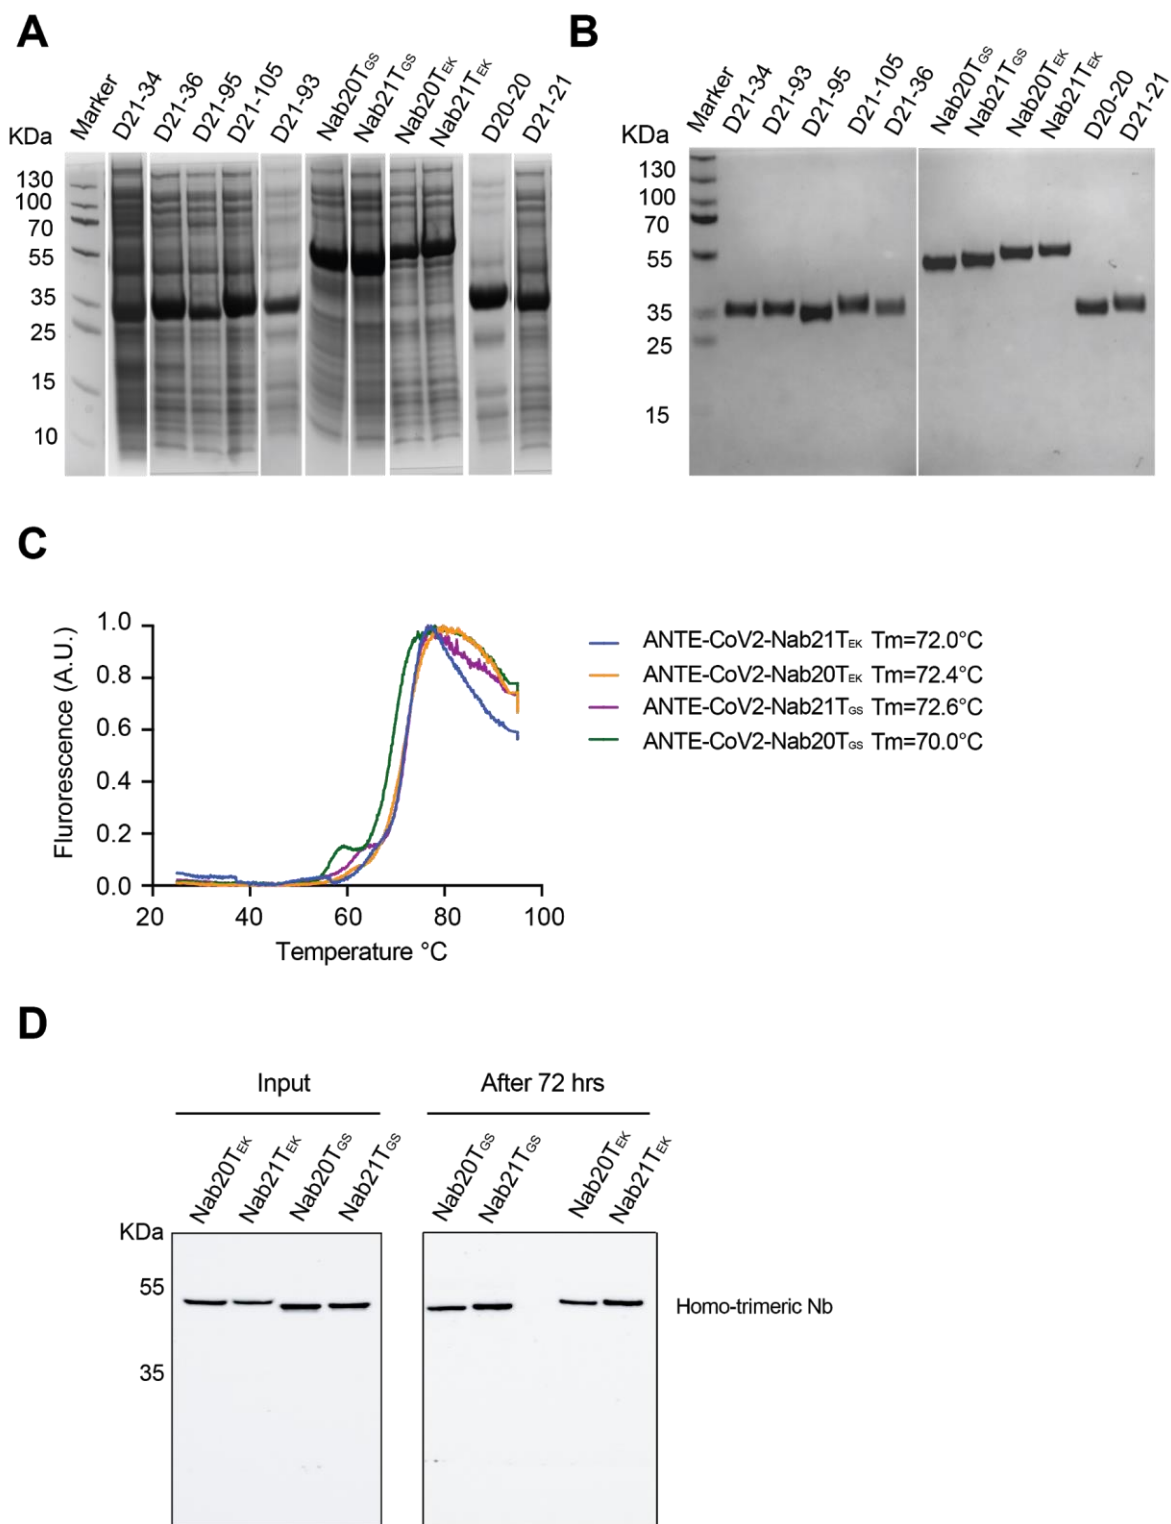 A
Marker
D21-34
D21-36
D21-95
D21-105
D21-93
Nab20TGS
Nab21TGS
Nab20TEK
Nab21TEK
D20-20
D21-21
KDa
130
100
70
55
35
25
15
10
B
Marker
D21-34
D21-93
D21-95
D21-105
D21-36
Nab20TGS
Nab21TGS
Nab20TEK
Nab21TEK
D20-20
D21-21
KDa
130
100
70
55
35
25
15
C
Flurorescence (A.U.)
1.0
0.8
0.6
0.4
0.2
0.0
20
40
60
80
100
Temperature °C
ANTE-CoV2-Nab21TEK Tm=72.0°C
ANTE-CoV2-Nab20TEK Tm=72.4°C
ANTE-CoV2-Nab21TGS Tm=72.6°C
ANTE-CoV2-Nab20TGS Tm=70.0°C
D
Input
After 72 hrs
Nab20TEK
Nab21TEK
Nab20TGS
Nab21TGS
Nab20TGS
Nab21TGS
Nab20TEK
Nab21TEK
KDa
55
35
Homo-trimeric Nb